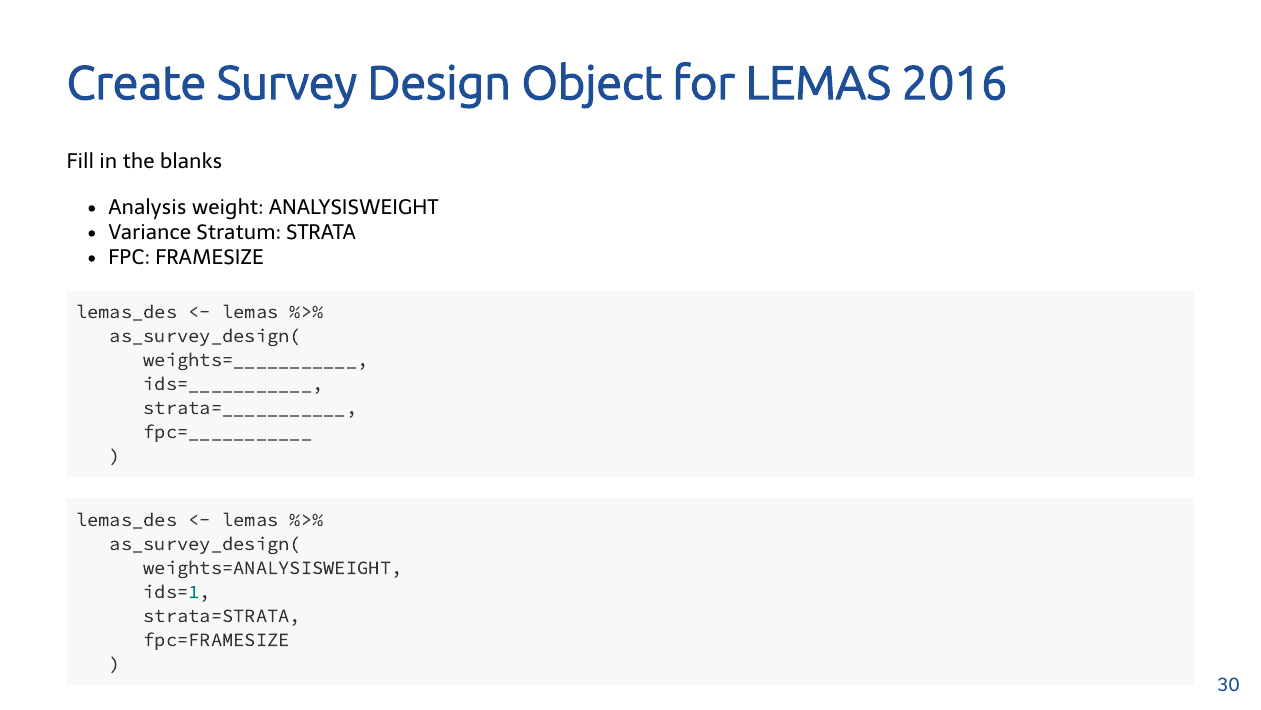 Create Survey Design Object for LEMAS 2016
Fill in the blanks
• Analysis weight: ANALYSISWEIGHT
• Variance Stratum: STRATA
• FPC: FRAMESIZE
lemas_des <- lemas %>%
   as_survey_design(
      weights=___________,
      ids=___________,
      strata=___________,
      fpc=___________
   )
lemas_des <- lemas %>%
   as_survey_design(
      weights=ANALYSISWEIGHT,
      ids=1,
      strata=STRATA,
      fpc=FRAMESIZE
   )
30